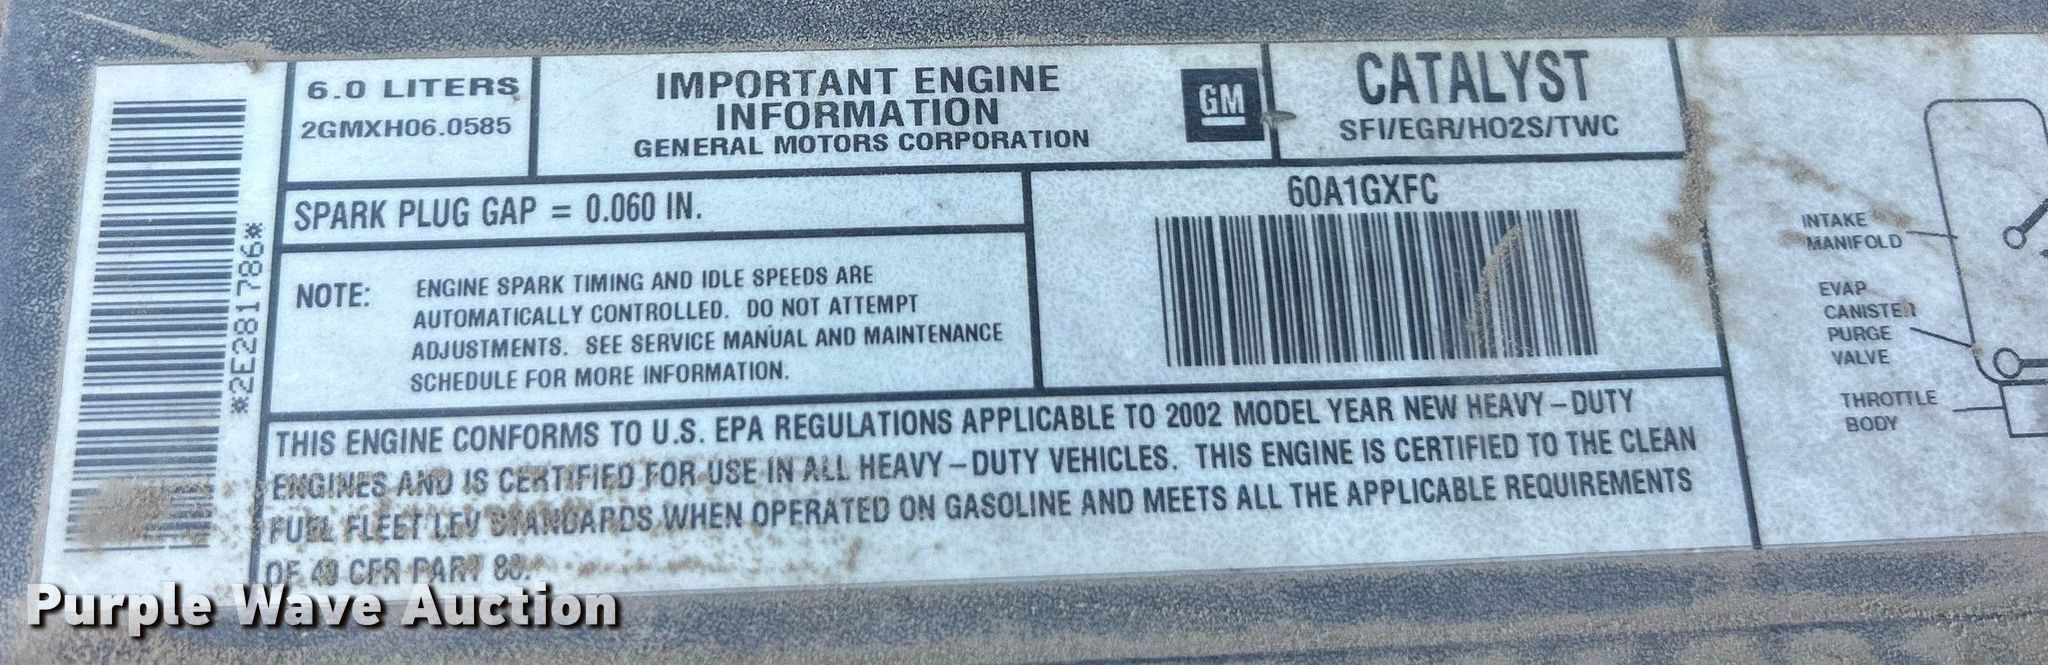 *2E281786*
6.0 LITERS
2GMXH06.0585
IMPORTANT ENGINE
INFORMATION
GENERAL MOTORS CORPORATION
GM
CATALYST
SFI/EGR/HO2S/TWC
SPARK PLUG GAP = 0.060 IN.
60A1GXFC
NOTE: ENGINE SPARK TIMING AND IDLE SPEEDS ARE
AUTOMATICALLY CONTROLLED. DO NOT ATTEMPT
ADJUSTMENTS. SEE SERVICE MANUAL AND MAINTENANCE
SCHEDULE FOR MORE INFORMATION.
THIS ENGINE CONFORMS TO U.S. EPA REGULATIONS APPLICABLE TO 2002 MODEL YEAR NEW HEAVY–DUTY
ENGINES AND IS CERTIFIED FOR USE IN ALL HEAVY–DUTY VEHICLES. THIS ENGINE IS CERTIFIED TO THE CLEAN
FUEL FLEET LEV STANDARDS WHEN OPERATED ON GASOLINE AND MEETS ALL THE APPLICABLE REQUIREMENTS
OF 40 CFR PART 88.
INTAKE
MANIFOLD
EVAP
CANISTER
PURGE
VALVE
THROTTLE
BODY
Purple Wave Auction